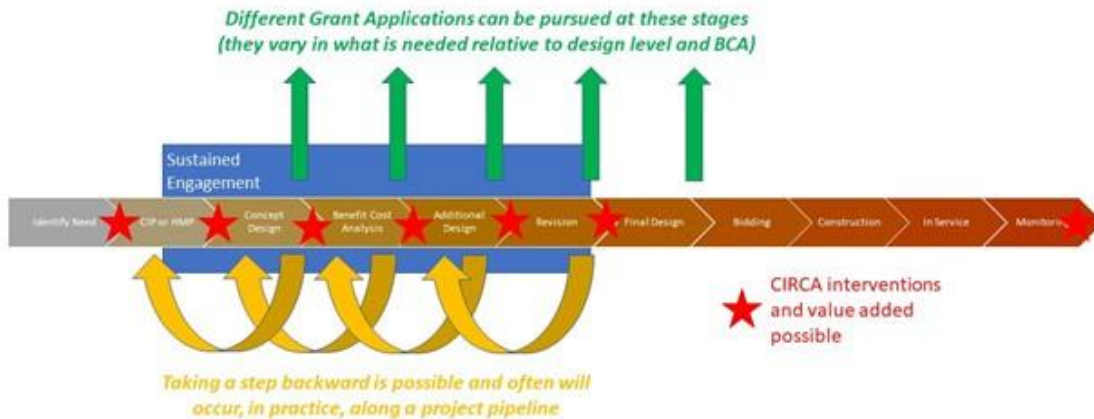 Different Grant Applications can be pursued at these stages
(they vary in what is needed relative to design level and BCA)
Sustained
Engagement
Identify Need
CIP or HMP
Concept
Design
Benefit Cost
Analysis
Additional
Design
Revision
Final Design
Bidding
Construction
In Service
Monitorin
CIRCA interventions
and value added
possible
Taking a step backward is possible and often will
occur, in practice, along a project pipeline